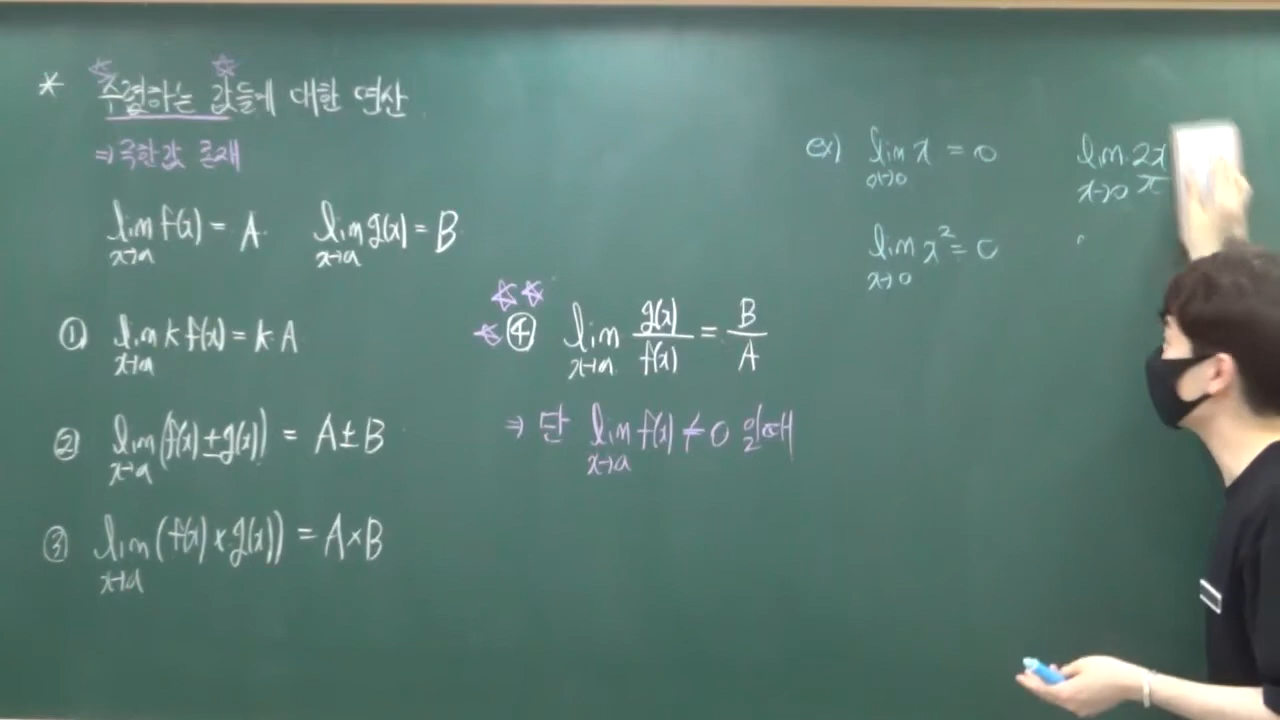 * 수렴하는 값들에 대한 연산
⇒ 극한값 존재
lim x→a f(x) = A lim x→a g(x) = B
① lim x→a k f(x) = k A
② lim x→a (f(x) ± g(x)) = A ± B
③ lim x→a (f(x) × g(x)) = A × B
④ lim x→a g(x)/f(x) = B/A
⇒ 단 lim x→a f(x) ≠ 0 일때
ex) lim x→0 x = 0
lim x→0 x² = 0
lim x→0 2x/x